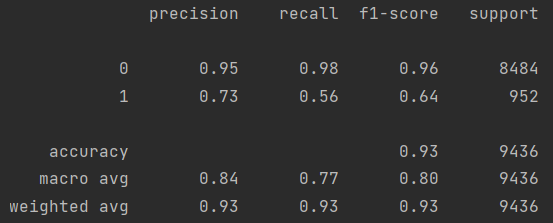 precision recall f1-score support
0 0.95 0.98 0.96 8484
1 0.73 0.56 0.64 952
accuracy 0.93 9436
macro avg 0.84 0.77 0.80 9436
weighted avg 0.93 0.93 0.93 9436